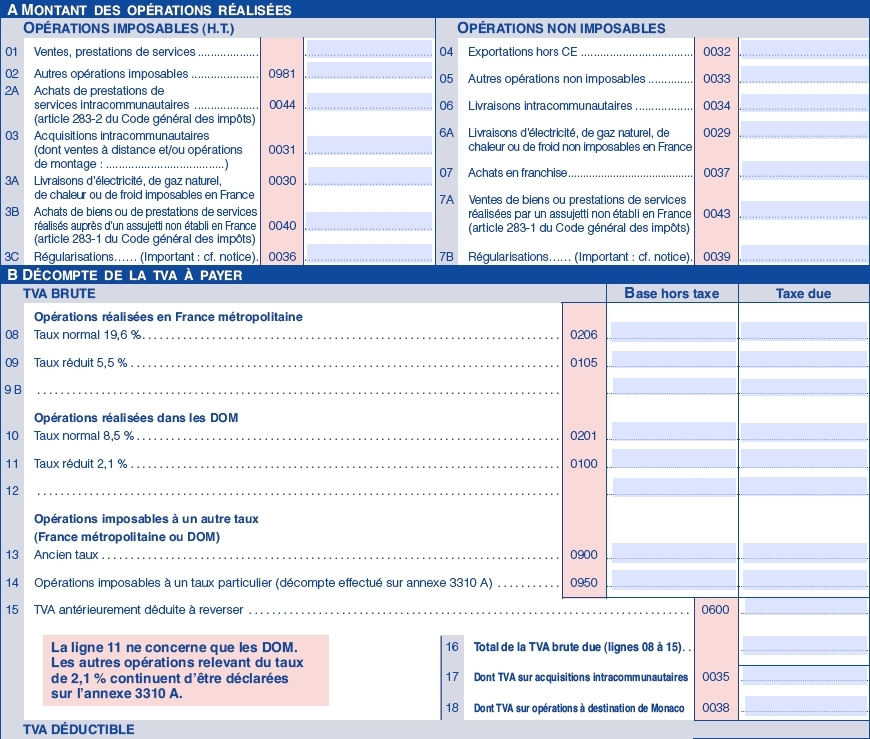 A MONTANT DES OPÉRATIONS RÉALISÉES
OPÉRATIONS IMPOSABLES (H.T.)
01 Ventes, prestations de services ..................
02 Autres opérations imposables .................... 0981
2A Achats de prestations de
services intracommunautaires ................... 0044
(article 283-2 du Code général des impôts)
03 Acquisitions intracommunautaires
(dont ventes à distance et/ou opérations 0031
de montage : .....................................)
3A Livraisons d'électricité, de gaz naturel, 0030
de chaleur ou de froid imposables en France
3B Achats de biens ou de prestations de services
réalisés auprès d'un assujetti non établi en France 0040
(article 283-1 du Code général des impôts)
3C Régularisations...... (Important : cf. notice). 0036
OPÉRATIONS NON IMPOSABLES
04 Exportations hors CE .................................. 0032
05 Autres opérations non imposables .............. 0033
06 Livraisons intracommunautaires ................. 0034
6A Livraisons d'électricité, de gaz naturel, de 0029
chaleur ou de froid non imposables en France
07 Achats en franchise..................................... 0037
7A Ventes de biens ou prestations de services
réalisées par un assujetti non établi en France 0043
(article 283-1 du Code général des impôts)
7B Régularisations...... (Important : cf. notice). 0039
B DÉCOMPTE DE LA TVA À PAYER
TVA BRUTE Base hors taxe Taxe due
Opérations réalisées en France métropolitaine
08 Taux normal 19,6 %.................................................. 0206
09 Taux réduit 5,5 %.................................................... 0105
9 B ..................................................................
Opérations réalisées dans les DOM
10 Taux normal 8,5 %................................................... 0201
11 Taux réduit 2,1 %.................................................... 0100
12 ..................................................................
Opérations imposables à un autre taux
(France métropolitaine ou DOM)
13 Ancien taux......................................................... 0900
14 Opérations imposables à un taux particulier (décompte effectué sur annexe 3310 A) .......... 0950
15 TVA antérieurement déduite à reverser .................................................. 0600
La ligne 11 ne concerne que les DOM.
Les autres opérations relevant du taux
de 2,1 % continuent d'être déclarées
sur l'annexe 3310 A.
16 Total de la TVA brute due (lignes 08 à 15). .
17 Dont TVA sur acquisitions intracommunautaires 0035
18 Dont TVA sur opérations à destination de Monaco 0038
TVA DÉDUCTIBLE